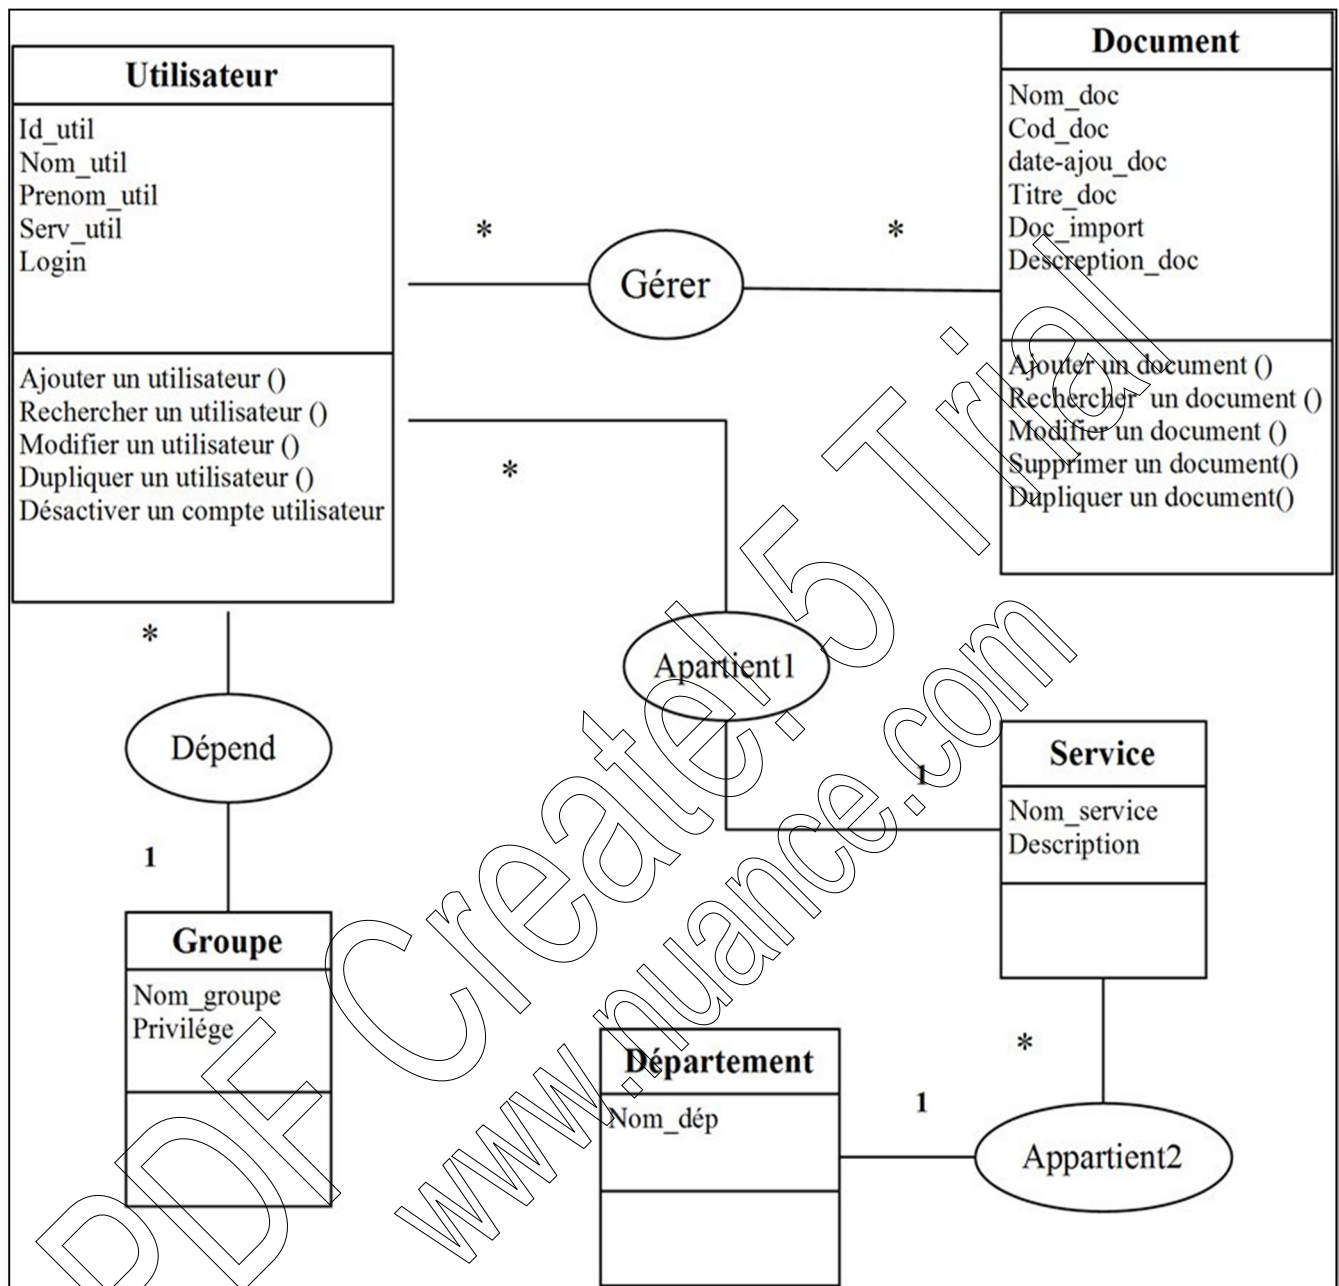 Utilisateur
Id_util
Nom_util
Prenom_util
Serv_util
Login
Ajouter un utilisateur ()
Rechercher un utilisateur ()
Modifier un utilisateur ()
Dupliquer un utilisateur ()
Désactiver un compte utilisateur
Document
Nom_doc
Cod_doc
date-ajou_doc
Titre_doc
Doc_import
Descreption_doc
Ajouter un document ()
Rechercher un document ()
Modifier un document ()
Supprimer un document()
Dupliquer un document()
*
Gérer
*
*
Apartient1
1
*
Dépend
1
Groupe
Nom_groupe
Privilége
Service
Nom_service
Description
*
Appartient2
1
Département
Nom_dép
PDF Create! 5 Trial
www.nuance.com